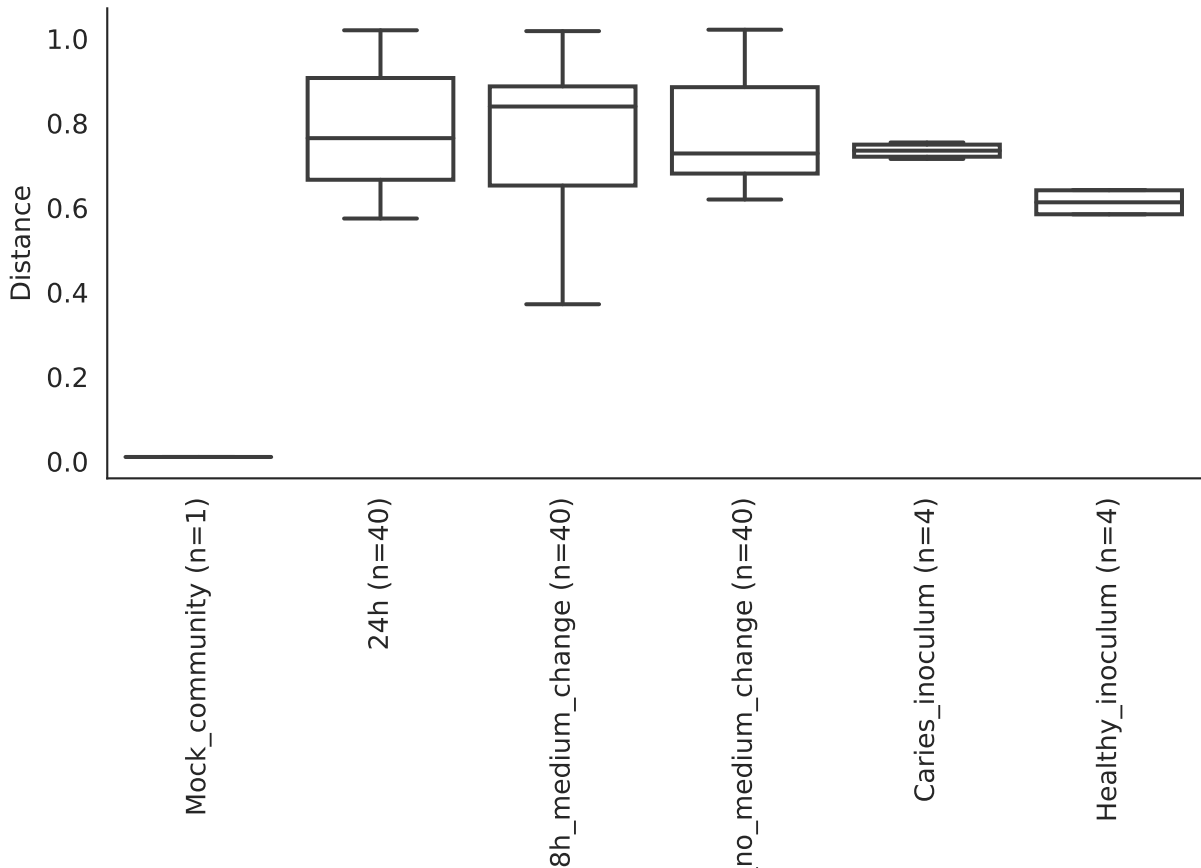 Distance
1.0
0.8
0.6
0.4
0.2
0.0
Mock_community (n=1)
24h (n=40)
8h_medium_change (n=40)
no_medium_change (n=40)
Caries_inoculum (n=4)
Healthy_inoculum (n=4)